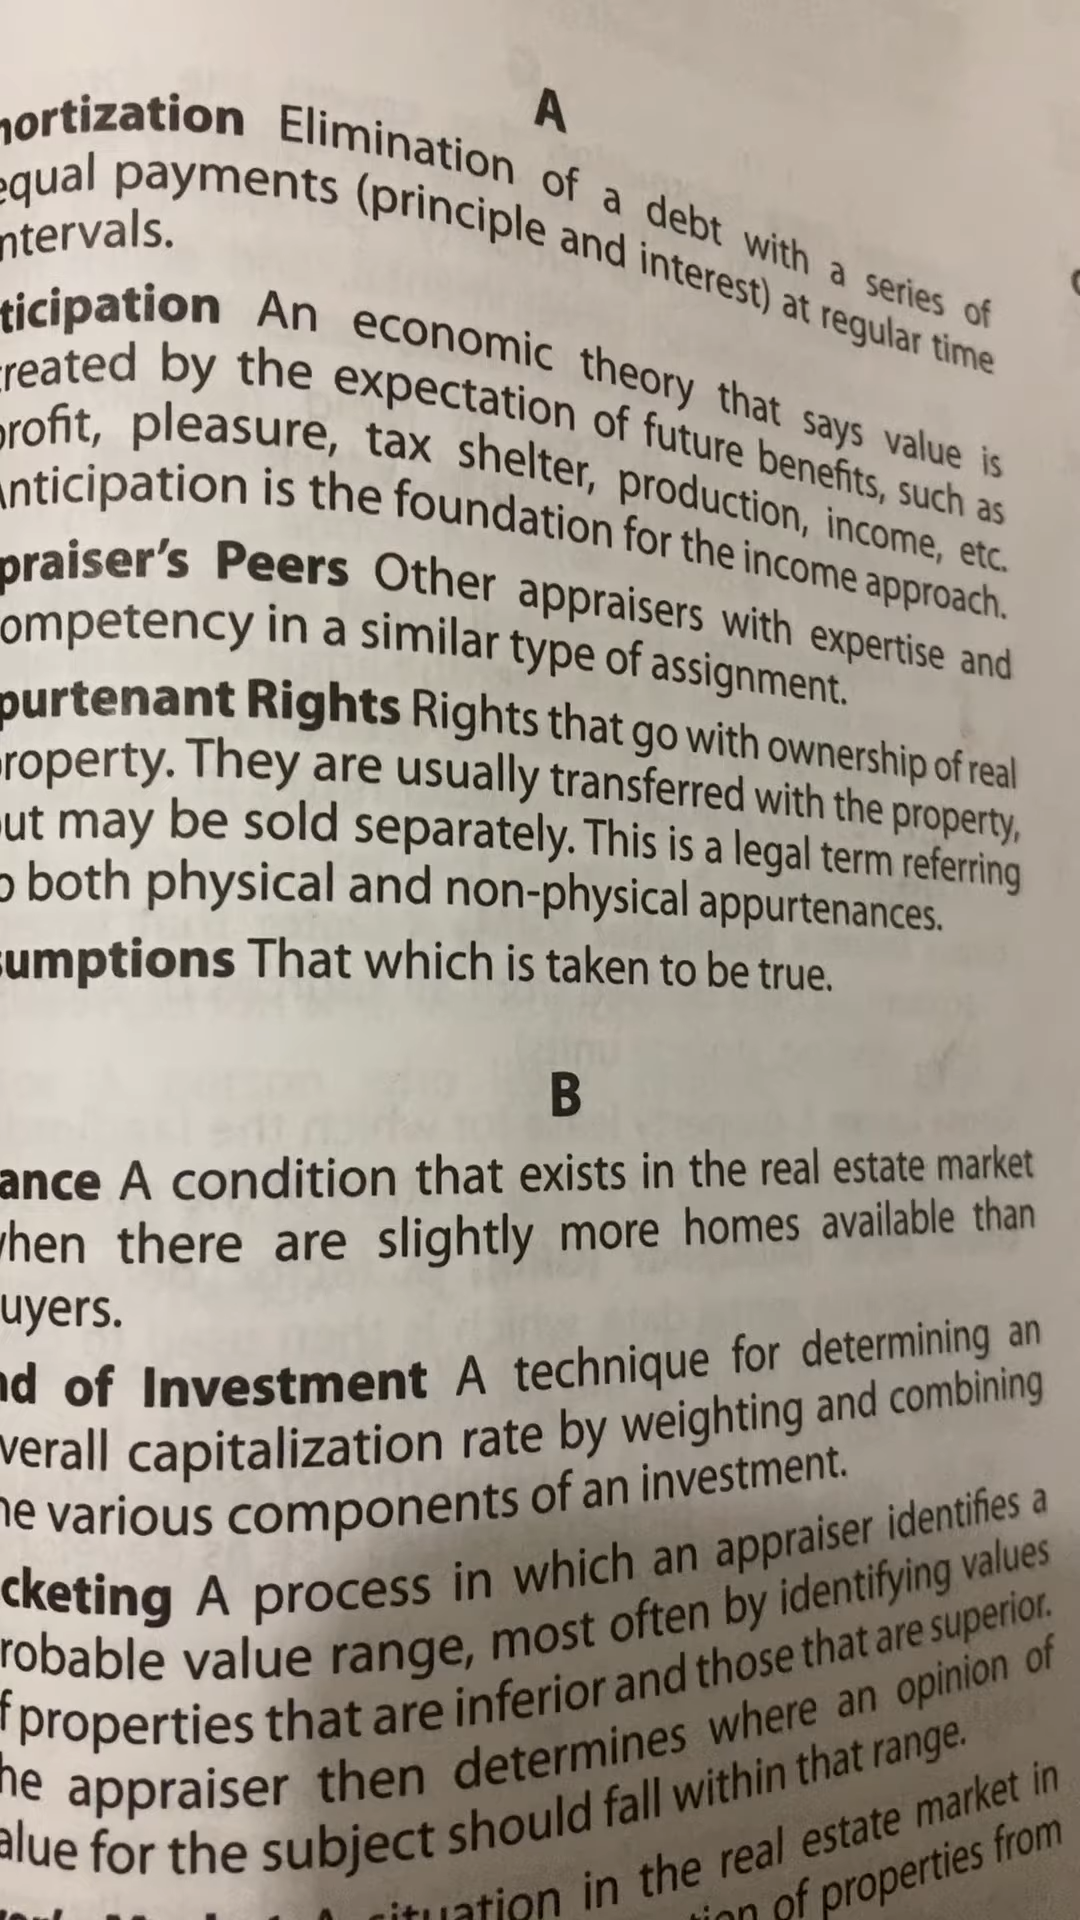 A
mortization Elimination of a debt with a series of
equal payments (principle and interest) at regular time
ntervals.
ticipation An economic theory that says value is
reated by the expectation of future benefits, such as
profit, pleasure, tax shelter, production, income, etc.
Anticipation is the foundation for the income approach.
praiser's Peers Other appraisers with expertise and
ompetency in a similar type of assignment.
purtenant Rights Rights that go with ownership of real
roperty. They are usually transferred with the property,
ut may be sold separately. This is a legal term referring
o both physical and non-physical appurtenances.
sumptions That which is taken to be true.
B
ance A condition that exists in the real estate market
when there are slightly more homes available than
uyers.
nd of Investment A technique for determining an
verall capitalization rate by weighting and combining
he various components of an investment.
cketing A process in which an appraiser identifies a
robable value range, most often by identifying values
f properties that are inferior and those that are superior.
he appraiser then determines where an opinion of
alue for the subject should fall within that range.
A situation in the real estate market in
of properties from